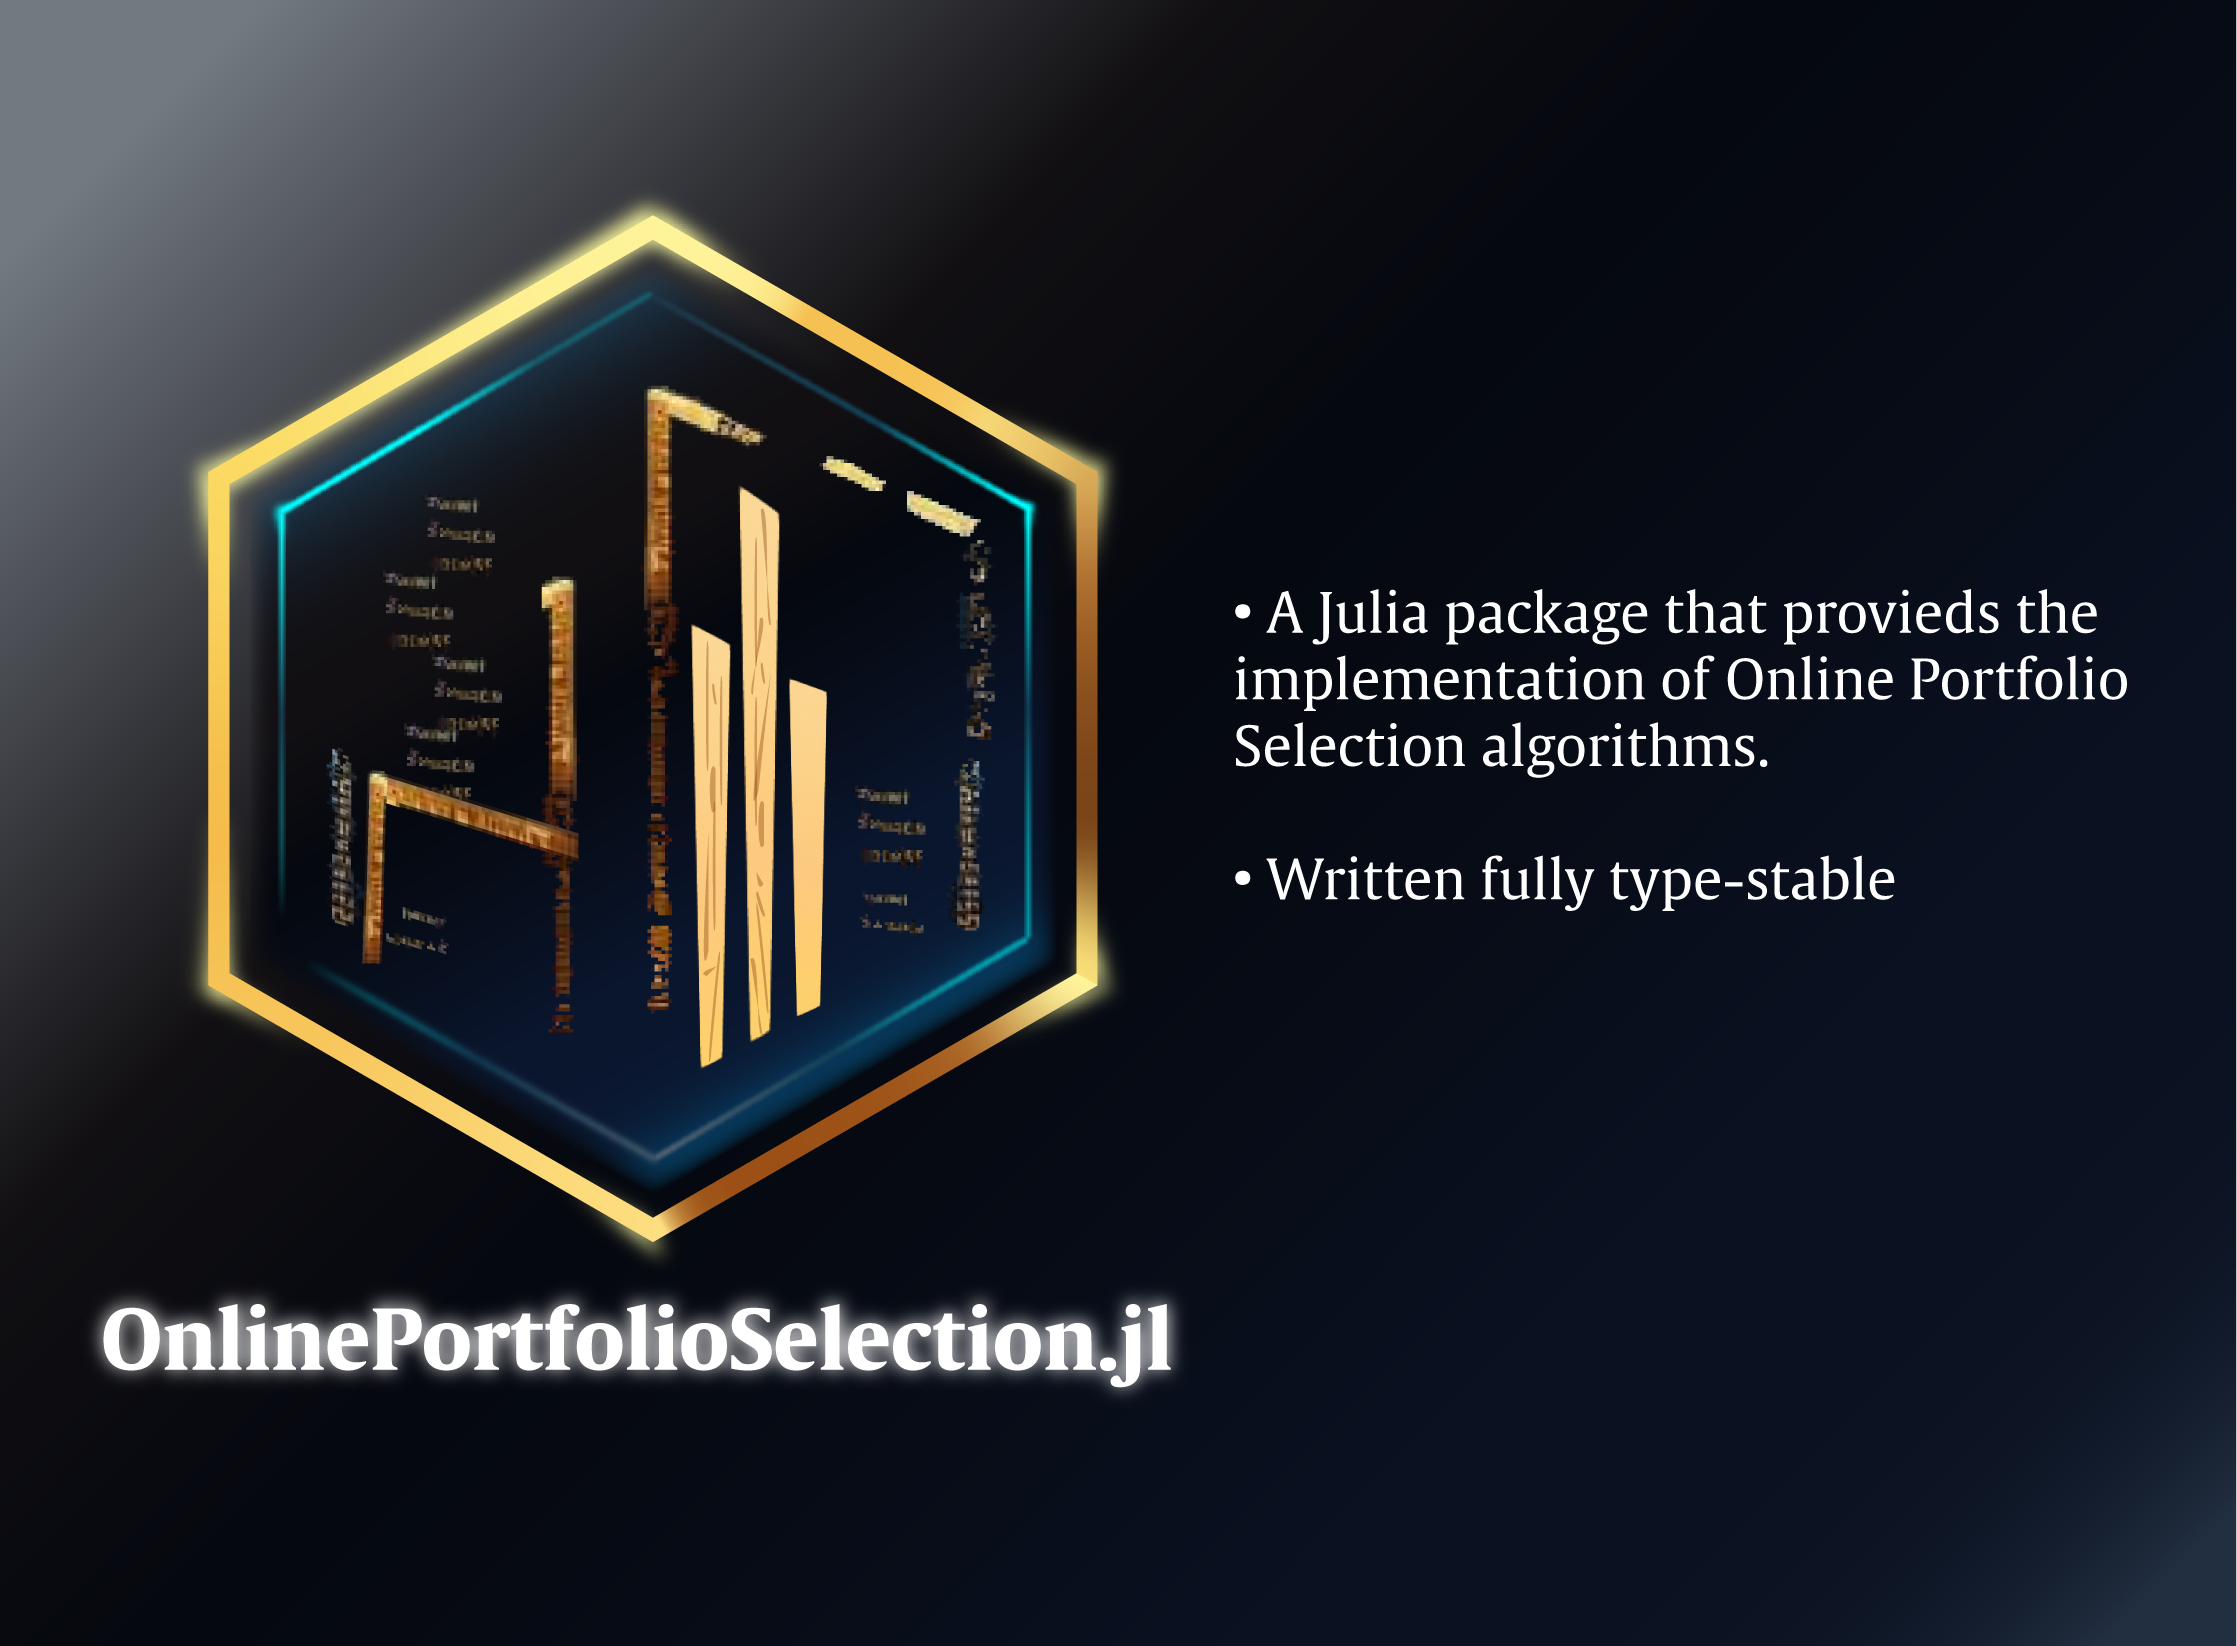 • A Julia package that provieds the
implementation of Online Portfolio
Selection algorithms.
• Written fully type-stable
OnlinePortfolioSelection.jl